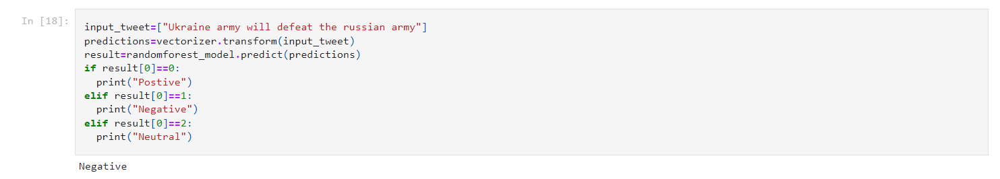 In [18]:
input_tweet=["Ukraine army will defeat the russian army"]
predictions=vectorizer.transform(input_tweet)
result=randomforest_model.predict(predictions)
if result[0]==0:
  print("Postive")
elif result[0]==1:
  print("Negative")
elif result[0]==2:
  print("Neutral")
Negative